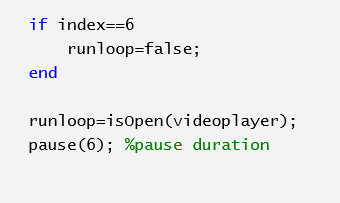 if index==6
    runloop=false;
end

runloop=isOpen(videoplayer);
pause(6); %pause duration